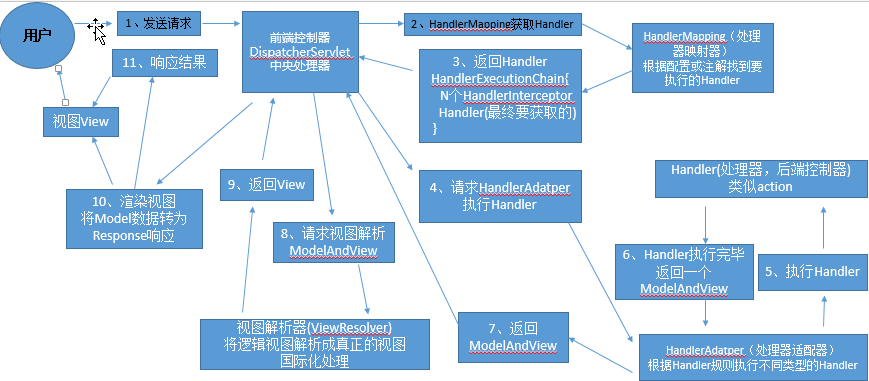 用户
1、发送请求
前端控制器
DispatcherServlet
中央处理器
2、HandlerMapping获取Handler
HandlerMapping（处理
器映射器）
根据配置或注解找到要
执行的Handler
3、返回Handler
HandlerExecutionChain{
N个HandlerInterceptor
Handler(最终要获取的)
}
11、响应结果
视图View
10、渲染视图
将Model数据转为
Response响应
9、返回View
8、请求视图解析
ModelAndView
4、请求HandlerAdatper
执行Handler
Handler(处理器，后端控制器)
类似action
6、Handler执行完毕
返回一个
ModelAndView
5、执行Handler
视图解析器(ViewResolver)
将逻辑视图解析成真正的视图
国际化处理
7、返回
ModelAndView
HandlerAdatper（处理器适配器）
根据Handler规则执行不同类型的Handler